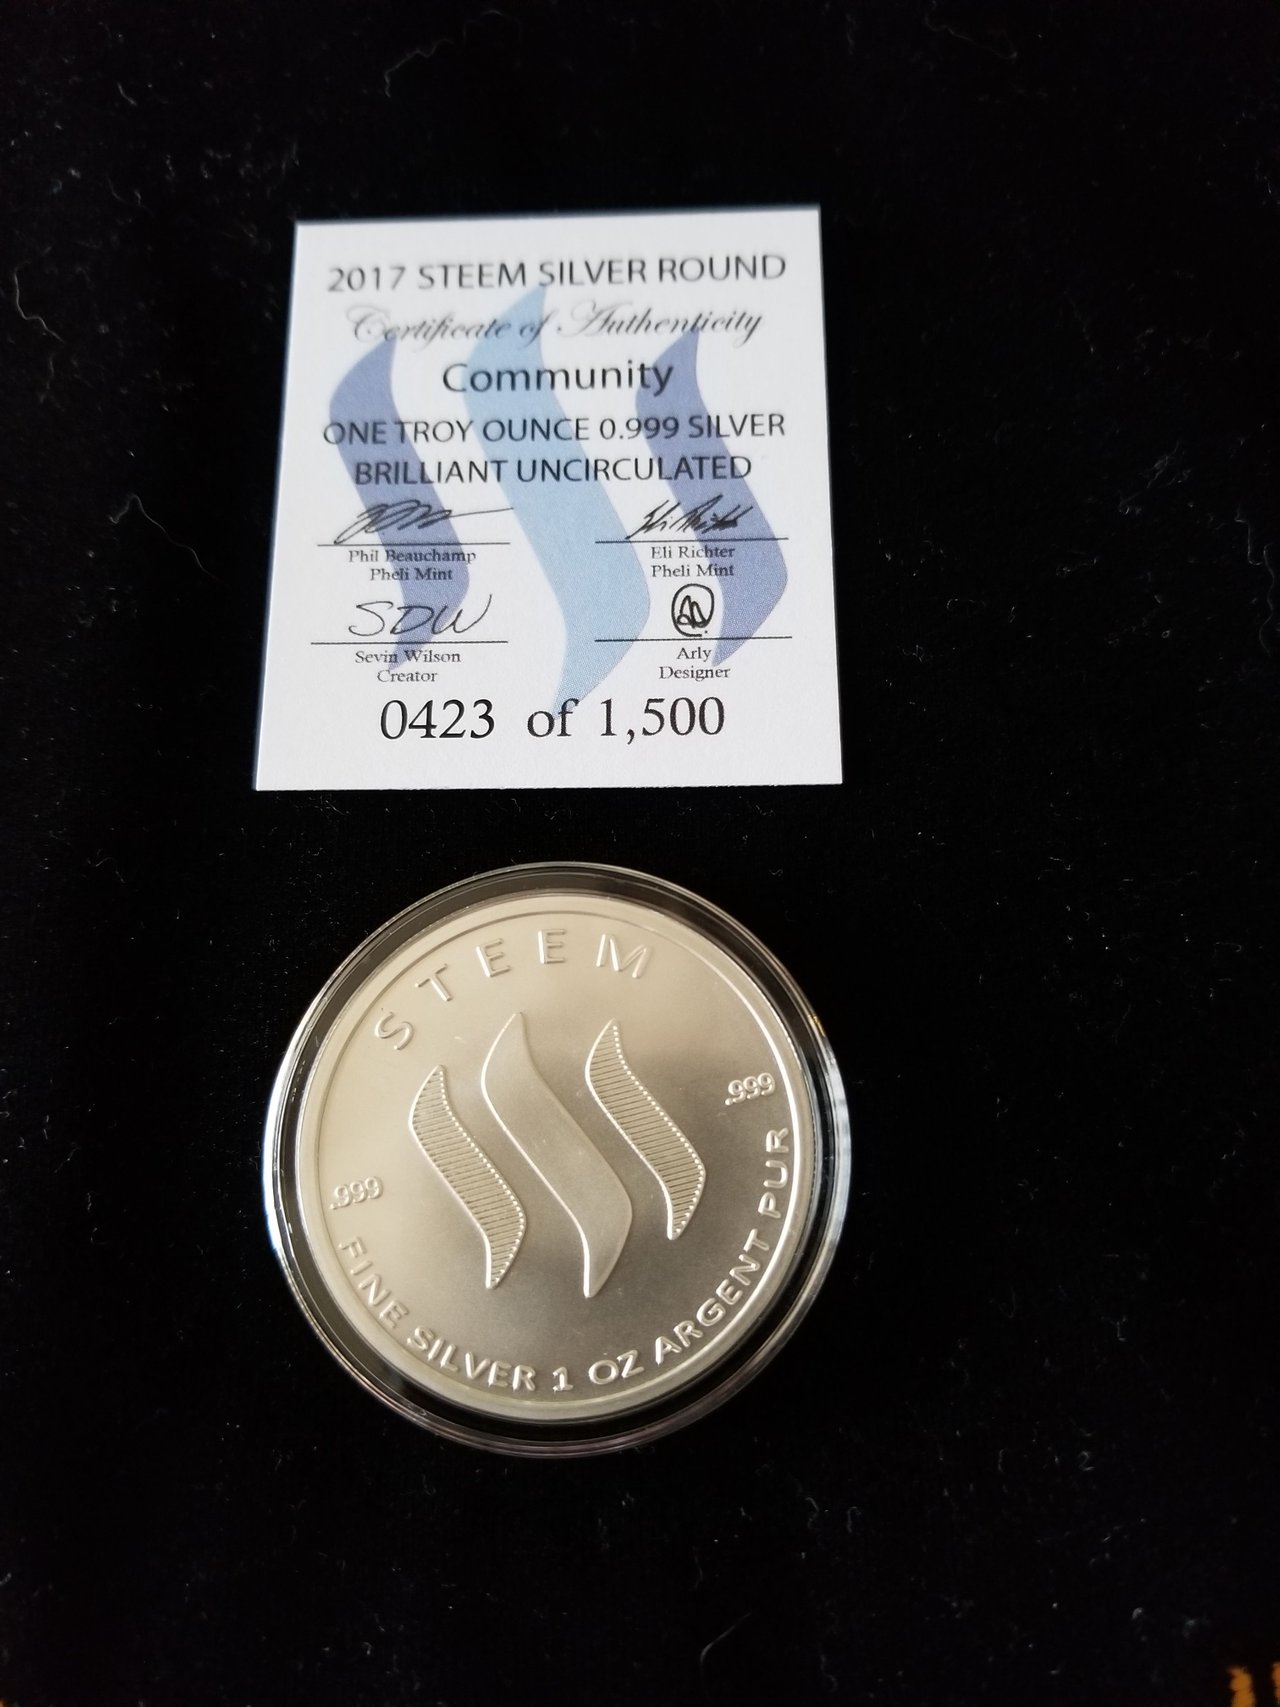 2017 STEEM SILVER ROUND
Certificate of Authenticity
Community
ONE TROY OUNCE 0.999 SILVER
BRILLIANT UNCIRCULATED
Phil Beauchamp
Pheli Mint
Eli Richter
Pheli Mint
SDW
Sevin Wilson
Creator
Arly
Designer
0423 of 1,500
STEEM
.999
.999
FINE SILVER 1 OZ ARGENT PUR